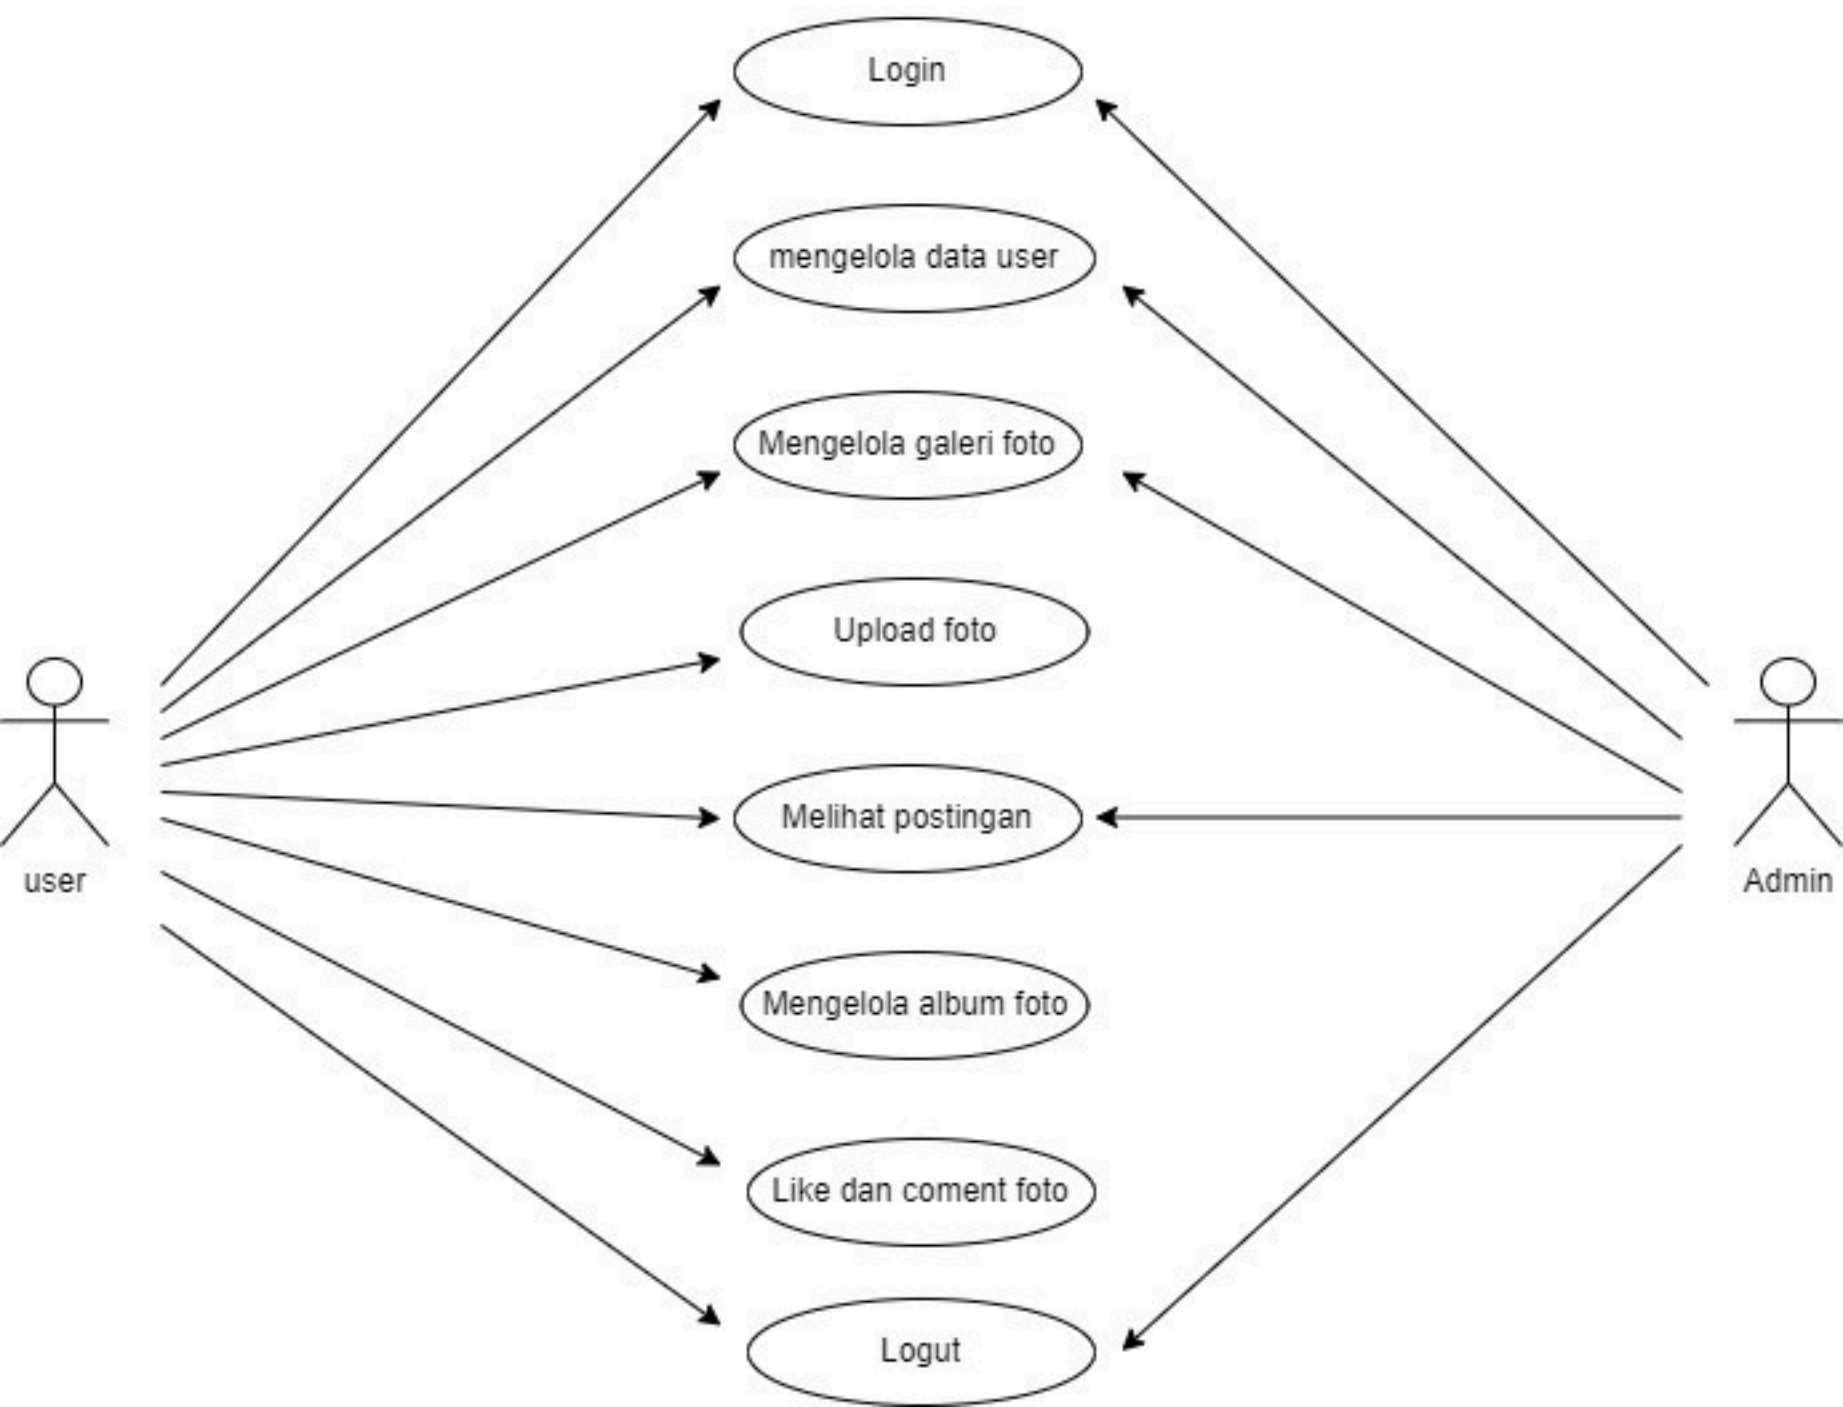 Login
mengelola data user
Mengelola galeri foto
Upload foto
Melihat postingan
user
Admin
Mengelola album foto
Like dan coment foto
Logut